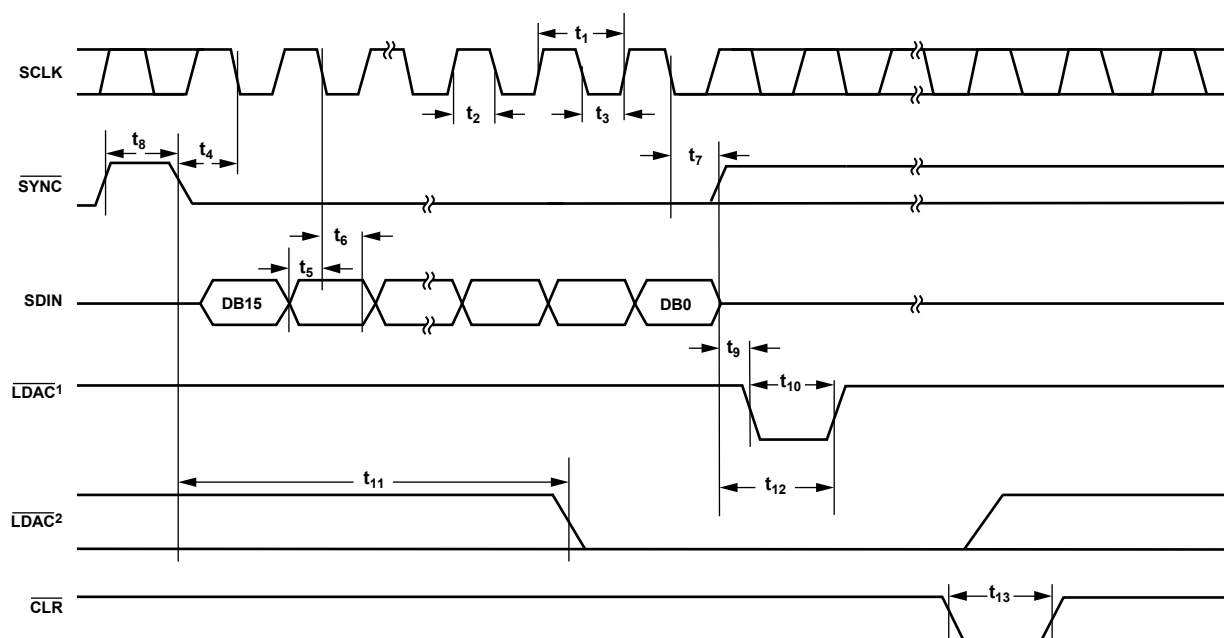 t1
SCLK
t2
t3
t8
t4
t7
SYNC
t6
t5
SDIN
DB15
DB0
t9
LDAC1
t10
t11
t12
LDAC2
t13
CLR